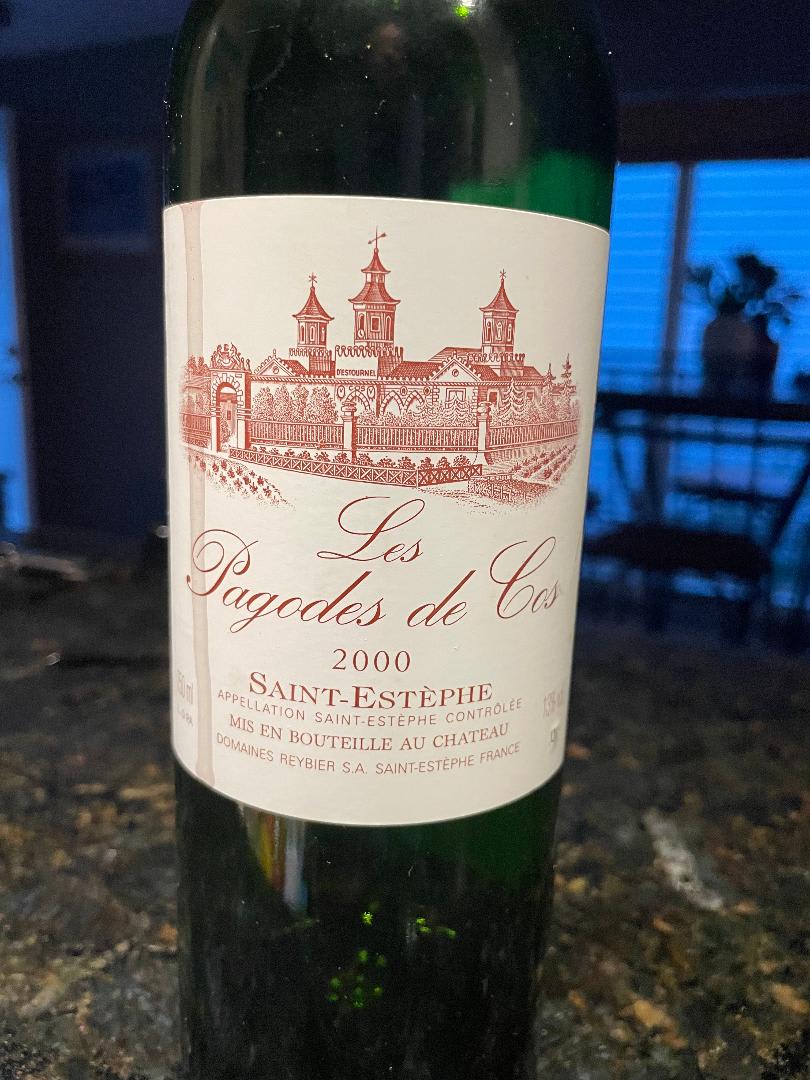 D'ESTOURNEL
Les
Pagodes de Cos
2000
SAINT-ESTÈPHE
APPELLATION SAINT-ESTÈPHE CONTRÔLÉE
MIS EN BOUTEILLE AU CHATEAU
DOMAINES REYBIER S.A. SAINT-ESTÈPHE FRANCE
13%